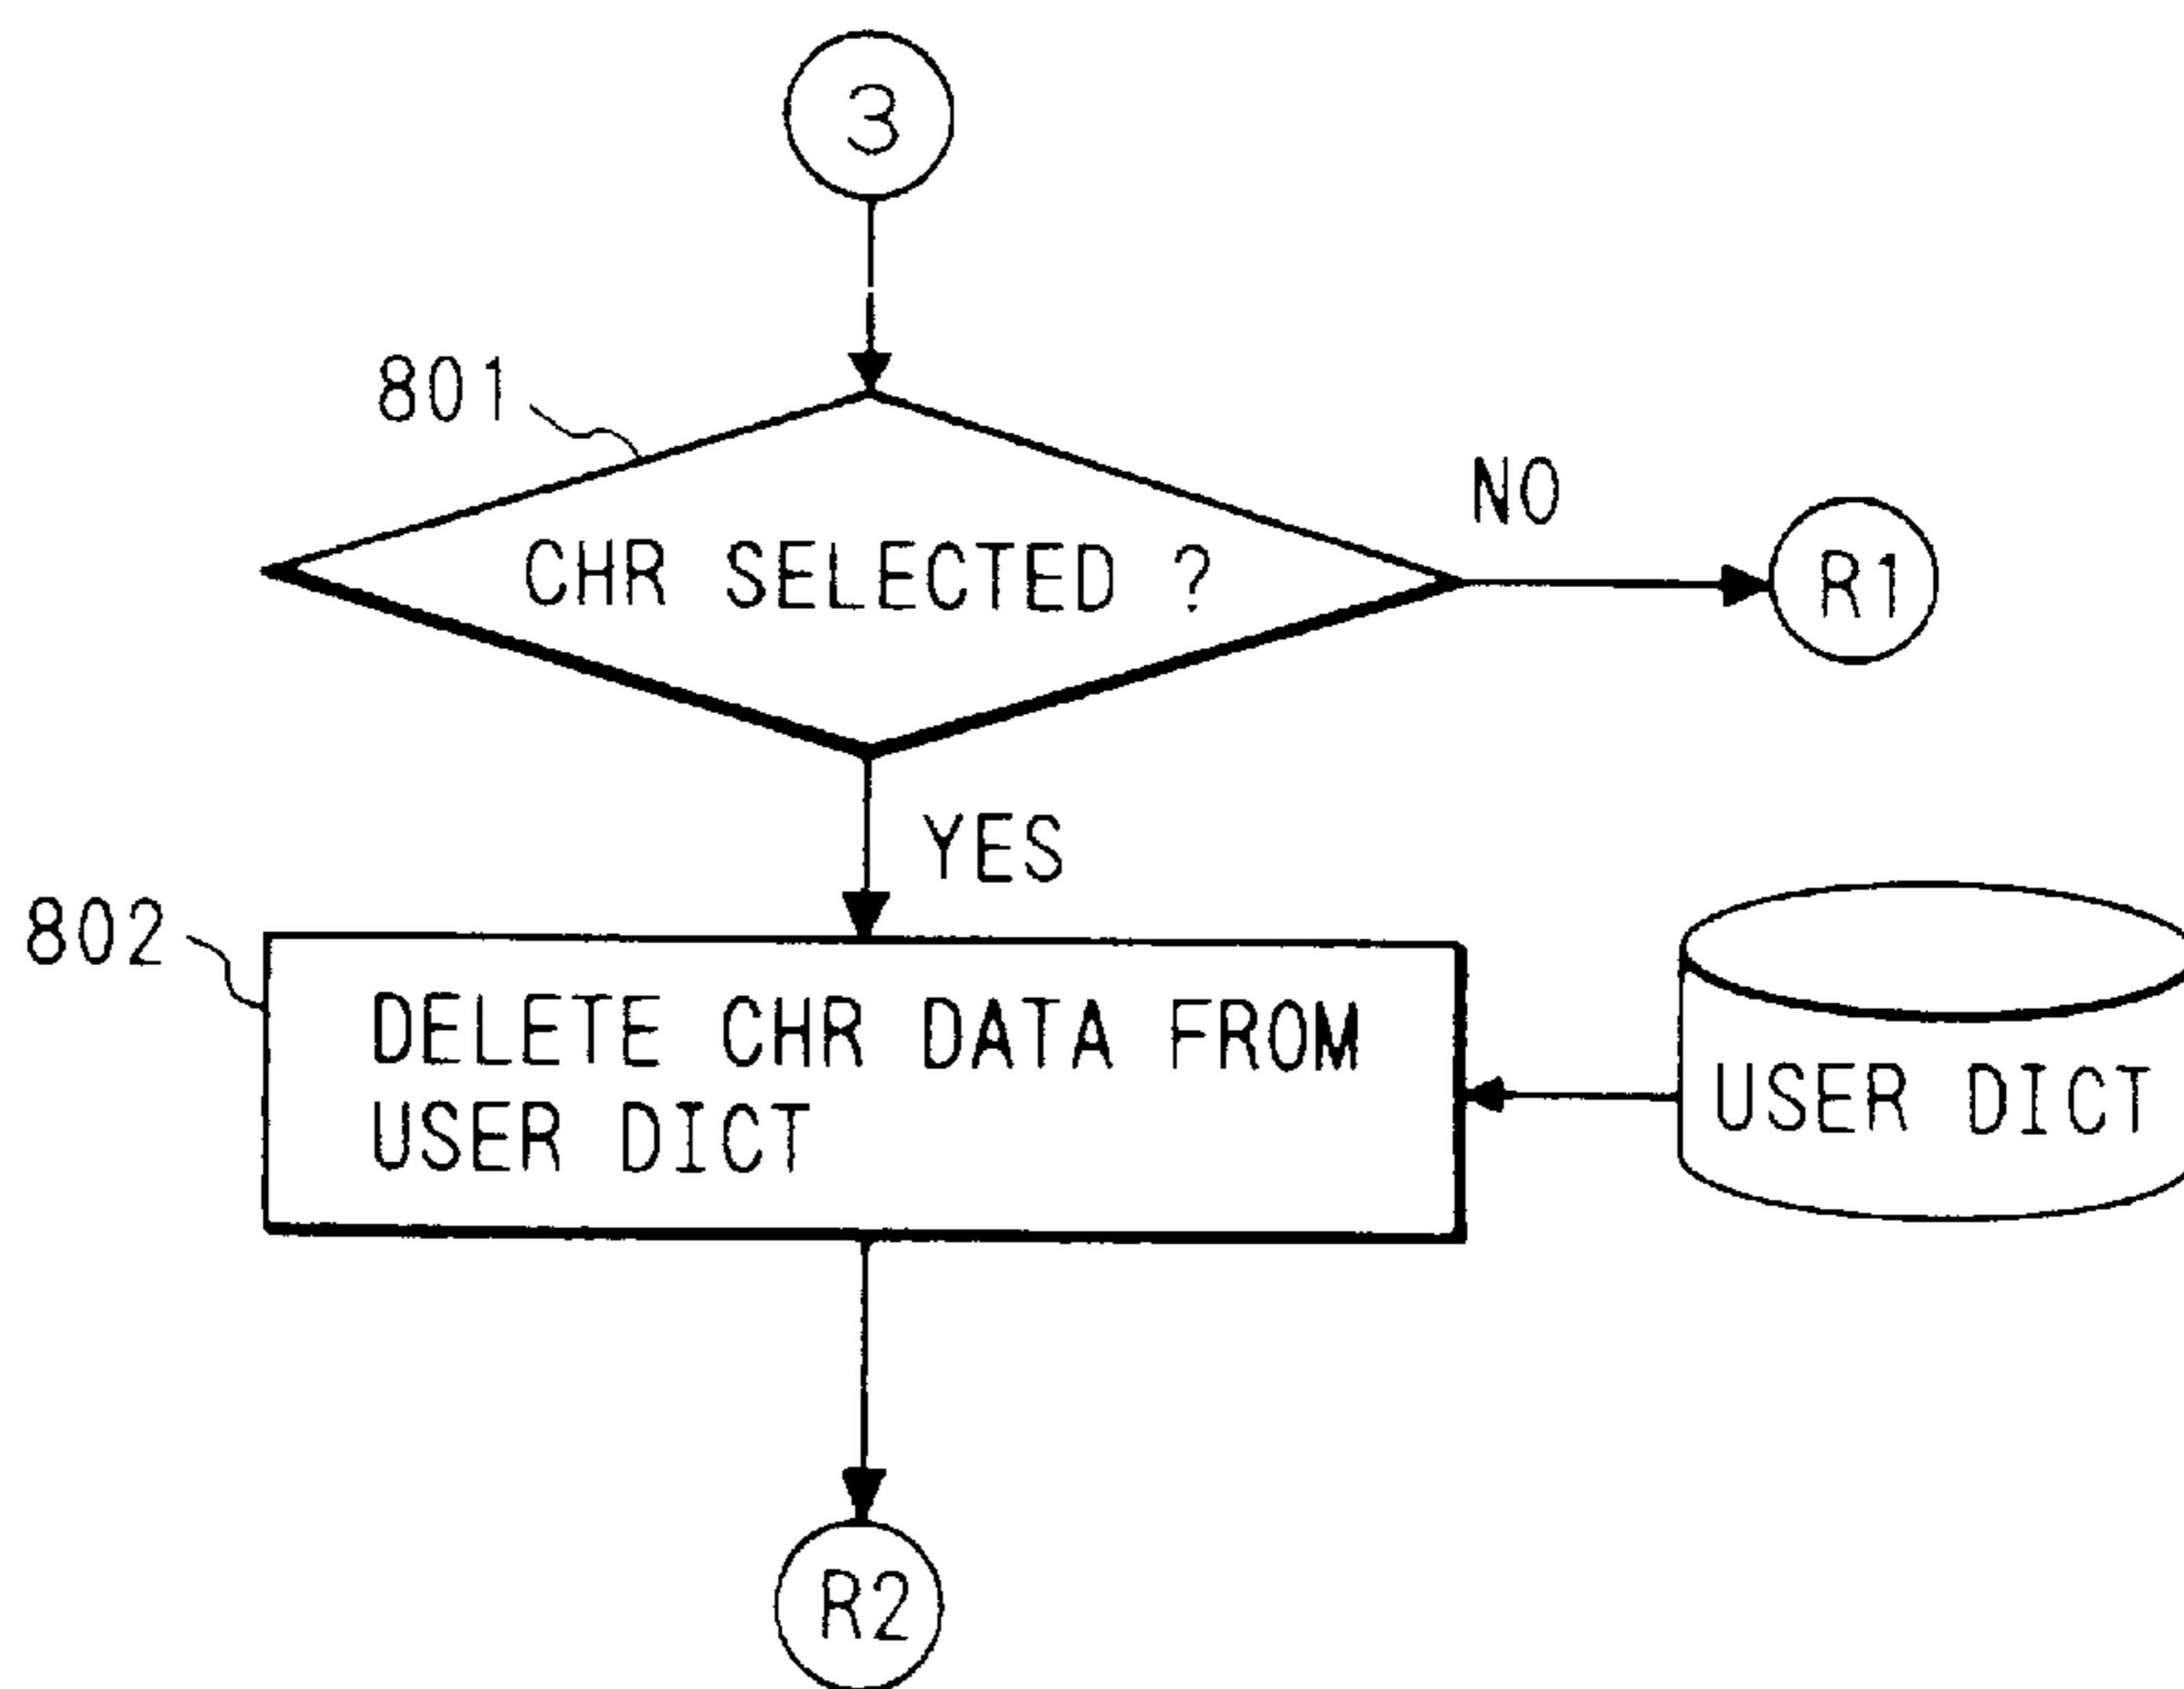 3
801
CHR SELECTED ?
NO
R1
YES
802
DELETE CHR DATA FROM
USER DICT
USER DICT
R2